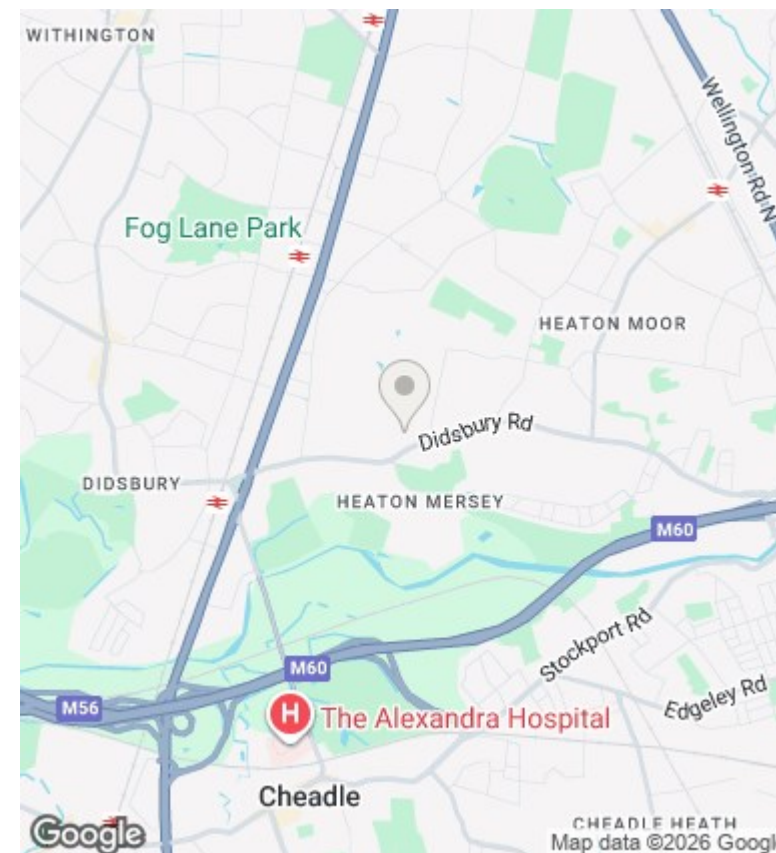 WITHINGTON
Wellington Rd N
Fog Lane Park
HEATON MOOR
Didsbury Rd
DIDSBURY
HEATON MERSEY
M60
Stockport Rd
M60
Edgeley Rd
M56
H
The Alexandra Hospital
Cheadle
CHEADLE HEATH
Google
Map data ©2026 Googl